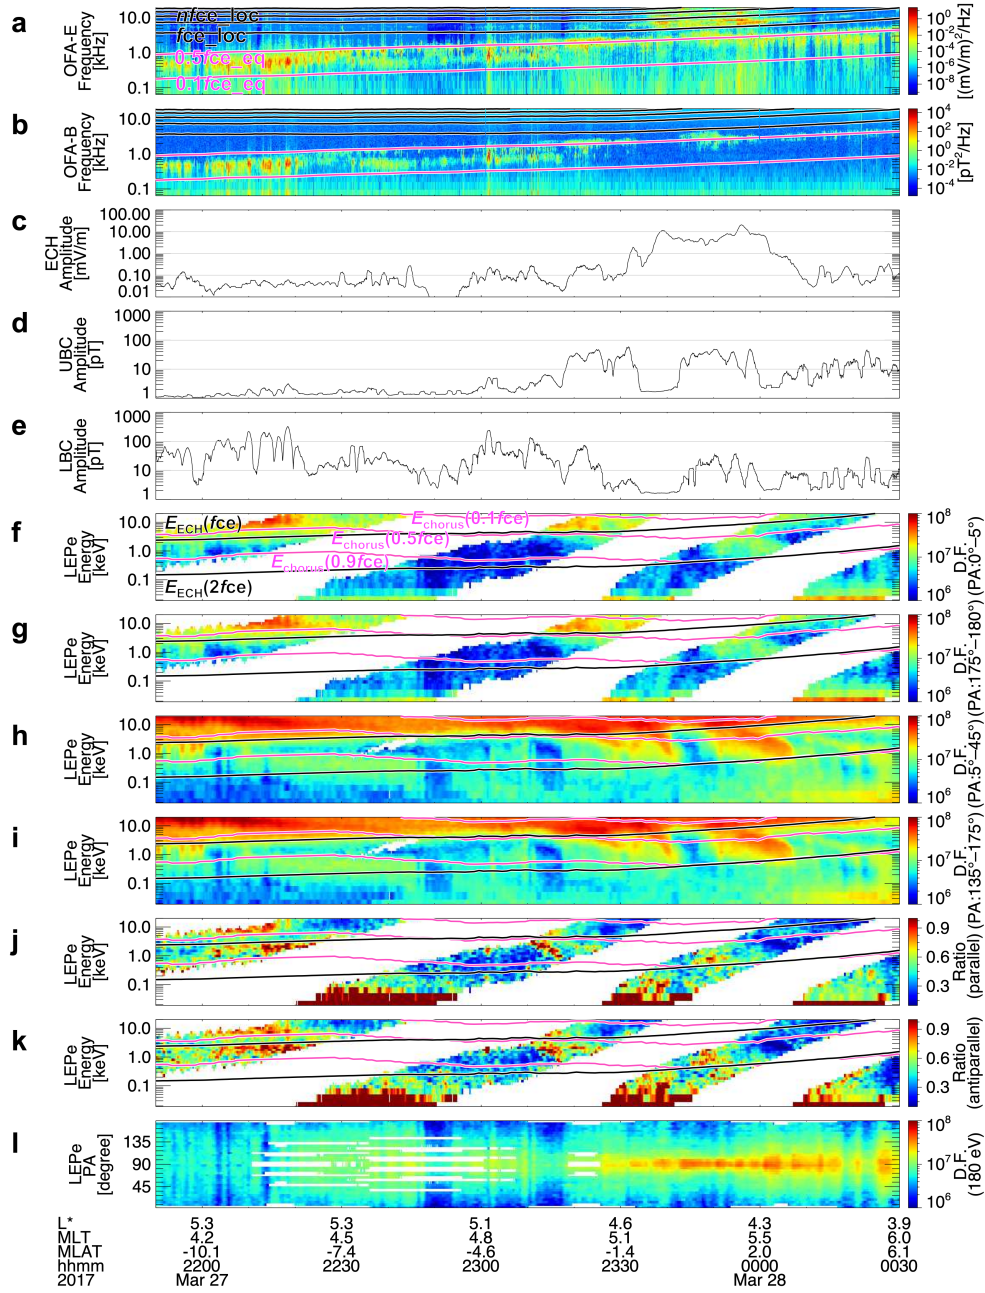 a
OFA-E
Frequency
[kHz]
10.0
1.0
0.1
nfce_loc
fce_loc
0.5fce_eq
0.1fce_eq
10^0
10^-2
10^-4
10^-6
10^-8
[(mV/m)^2/Hz]
b
OFA-B
Frequency
[kHz]
10.0
1.0
0.1
10^4
10^2
10^0
10^-2
10^-4
[pT^2/Hz]
c
ECH
Amplitude
[mV/m]
100.00
10.00
1.00
0.10
0.01
d
UBC
Amplitude
[pT]
1000
100
10
1
e
LBC
Amplitude
[pT]
1000
100
10
1
f
LEPe
Energy
[keV]
10.0
1.0
0.1
E_ECH(fce)
E_chorus(0.1fce)
E_chorus(0.5fce)
E_chorus(0.9fce)
E_ECH(2fce)
10^8
10^7
10^6
D.F.
(PA:0°–5°)
g
LEPe
Energy
[keV]
10.0
1.0
0.1
10^8
10^7
10^6
D.F.
(PA:175°–180°)
h
LEPe
Energy
[keV]
10.0
1.0
0.1
10^8
10^7
10^6
D.F.
(PA:5°–45°)
i
LEPe
Energy
[keV]
10.0
1.0
0.1
10^8
10^7
10^6
D.F.
(PA:135°–175°)
j
LEPe
Energy
[keV]
10.0
1.0
0.1
0.9
0.6
0.3
Ratio
(parallel)
k
LEPe
Energy
[keV]
10.0
1.0
0.1
0.9
0.6
0.3
Ratio
(antiparallel)
l
LEPe
PA
[degree]
135
90
45
10^8
10^7
10^6
D.F.
(180 eV)
L* 5.3 5.3 5.1 4.6 4.3 3.9
MLT 4.2 4.5 4.8 5.1 5.5 6.0
MLAT -10.1 -7.4 -4.6 -1.4 2.0 6.1
hhmm 2200 2230 2300 2330 0000 0030
2017 Mar 27 Mar 28